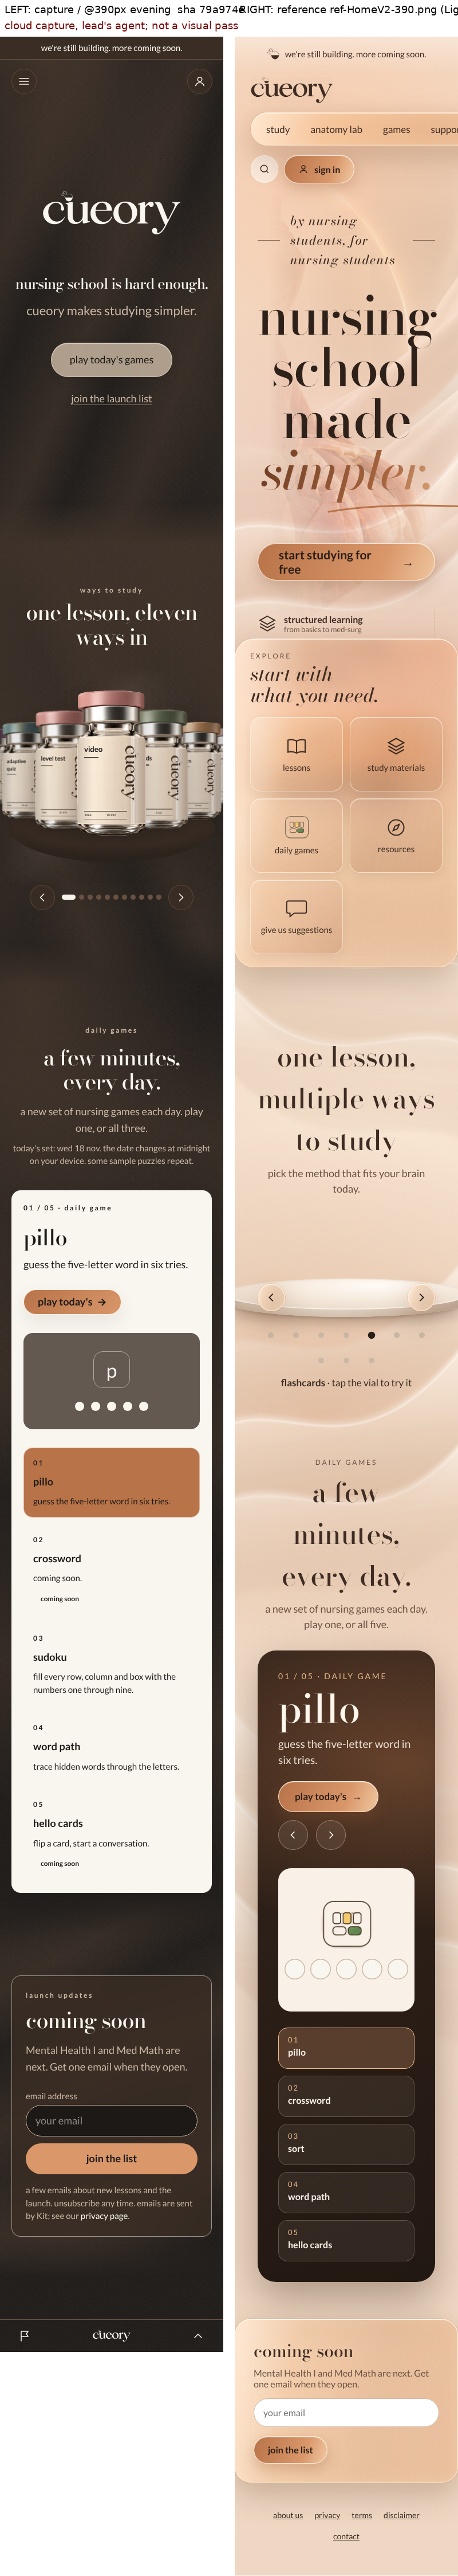 LEFT: capture / @390px evening sha 79a974
RIGHT: reference ref-HomeV2-390.png (Lig
cloud capture, lead's agent; not a visual pass
we're still building. more coming soon.
cueory
nursing school is hard enough.
cueory makes studying simpler.
play today's games
join the launch list
ways to study
one lesson, eleven
ways in
adaptive
quiz
level test
video
cueory
cueory
cueory
daily games
a few minutes,
every day.
a new set of nursing games each day. play
one, or all three.
today's set: wed 18 nov. the date changes at midnight
on your device. some sample puzzles repeat.
01 / 05 · daily game
pillo
guess the five-letter word in six tries.
play today's →
p
01
pillo
guess the five-letter word in six tries.
02
crossword
coming soon.
coming soon
03
sudoku
fill every row, column and box with the
numbers one through nine.
04
word path
trace hidden words through the letters.
05
hello cards
flip a card, start a conversation.
coming soon
launch updates
coming soon
Mental Health I and Med Math are
next. Get one email when they open.
email address
your email
join the list
a few emails about new lessons and the
launch. unsubscribe any time. emails are sent
by Kit; see our privacy page.
cueory
we're still building. more coming soon.
cueory
study
anatomy lab
games
suppor
sign in
by nursing
students, for
nursing students
nursing
school
made
simpler.
start studying for
free →
structured learning
from basics to med-surg
EXPLORE
start with
what you need.
lessons
study materials
daily games
resources
give us suggestions
one lesson,
multiple ways
to study
pick the method that fits your brain
today.
flashcards · tap the vial to try it
DAILY GAMES
a few
minutes,
every day.
a new set of nursing games each day.
play one, or all five.
01 / 05 · DAILY GAME
pillo
guess the five-letter word in
six tries.
play today's →
01
pillo
02
crossword
03
sort
04
word path
05
hello cards
coming soon
Mental Health I and Med Math are next. Get
one email when they open.
your email
join the list
about us
privacy
terms
disclaimer
contact